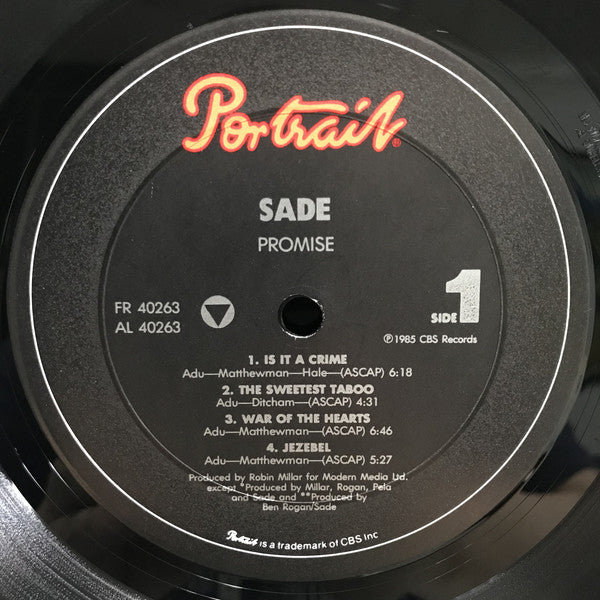 Portrait®
SADE
PROMISE
FR 40263
AL 40263
SIDE 1
℗1985 CBS Records
1. IS IT A CRIME
Adu—Matthewman—Hale—(ASCAP) 6:18
2. THE SWEETEST TABOO
Adu—Ditcham—(ASCAP) 4:31
3. WAR OF THE HEARTS
Adu—Matthewman—(ASCAP) 6:46
4. JEZEBEL
Adu—Matthewman—(ASCAP) 5:27
Produced by Robin Millar for Modern Media Ltd.
except *Produced by Millar, Rogan, Pela
and Sade and **Produced by
Ben Rogan/Sade
Portrait is a trademark of CBS Inc